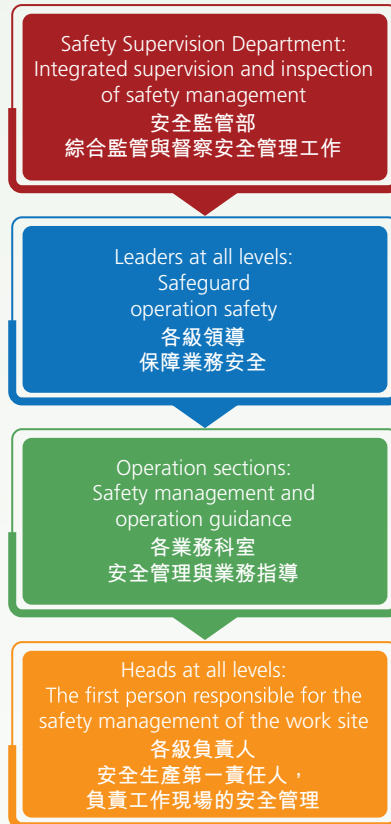 Safety Supervision Department:
Integrated supervision and inspection
of safety management
安全監管部
綜合監管與督察安全管理工作
Leaders at all levels:
Safeguard
operation safety
各級領導
保障業務安全
Operation sections:
Safety management and
operation guidance
各業務科室
安全管理與業務指導
Heads at all levels:
The first person responsible for the
safety management of the work site
各級負責人
安全生產第一責任人，
負責工作現場的安全管理